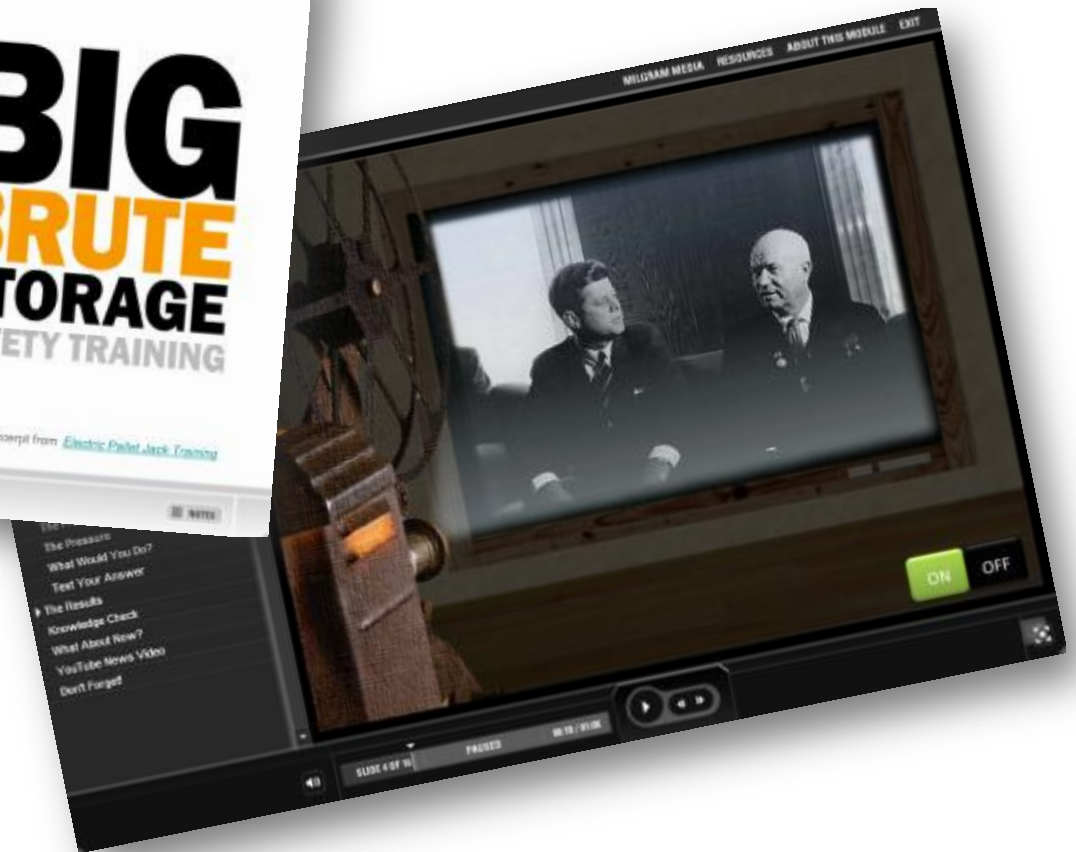 BIG
BRUTE
TORAGE
ETY TRAINING
cerpt from Electric Pallet Jack Training
NOTES
MILGRAM MEDIA RESOURCES ABOUT THIS MODULE EXIT
The Pressure
What Would You Do?
Text Your Answer
The Results
Knowledge Check
What About Now?
YouTube News Video
Don't Forget!
ON OFF
SLIDE 4 OF 16 PAUSED